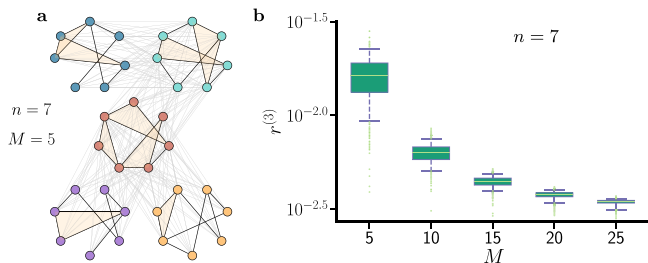 a
n = 7
M = 5
b
n = 7
r^{(3)}
10^{−1.5}
10^{−2.0}
10^{−2.5}
5 10 15 20 25
M